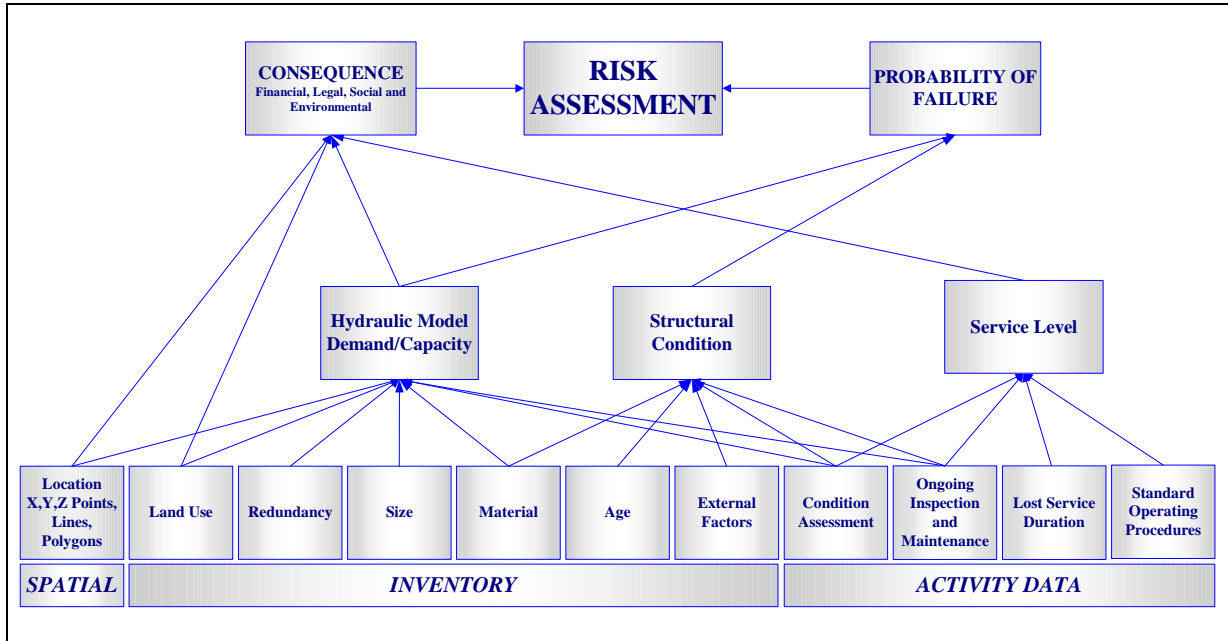 CONSEQUENCE
Financial, Legal, Social and
Environmental
RISK
ASSESSMENT
PROBABILITY OF
FAILURE
Hydraulic Model
Demand/Capacity
Structural
Condition
Service Level
Location
X,Y,Z Points,
Lines,
Polygons
Land Use
Redundancy
Size
Material
Age
External
Factors
Condition
Assessment
Ongoing
Inspection
and
Maintenance
Lost Service
Duration
Standard
Operating
Procedures
SPATIAL
INVENTORY
ACTIVITY DATA